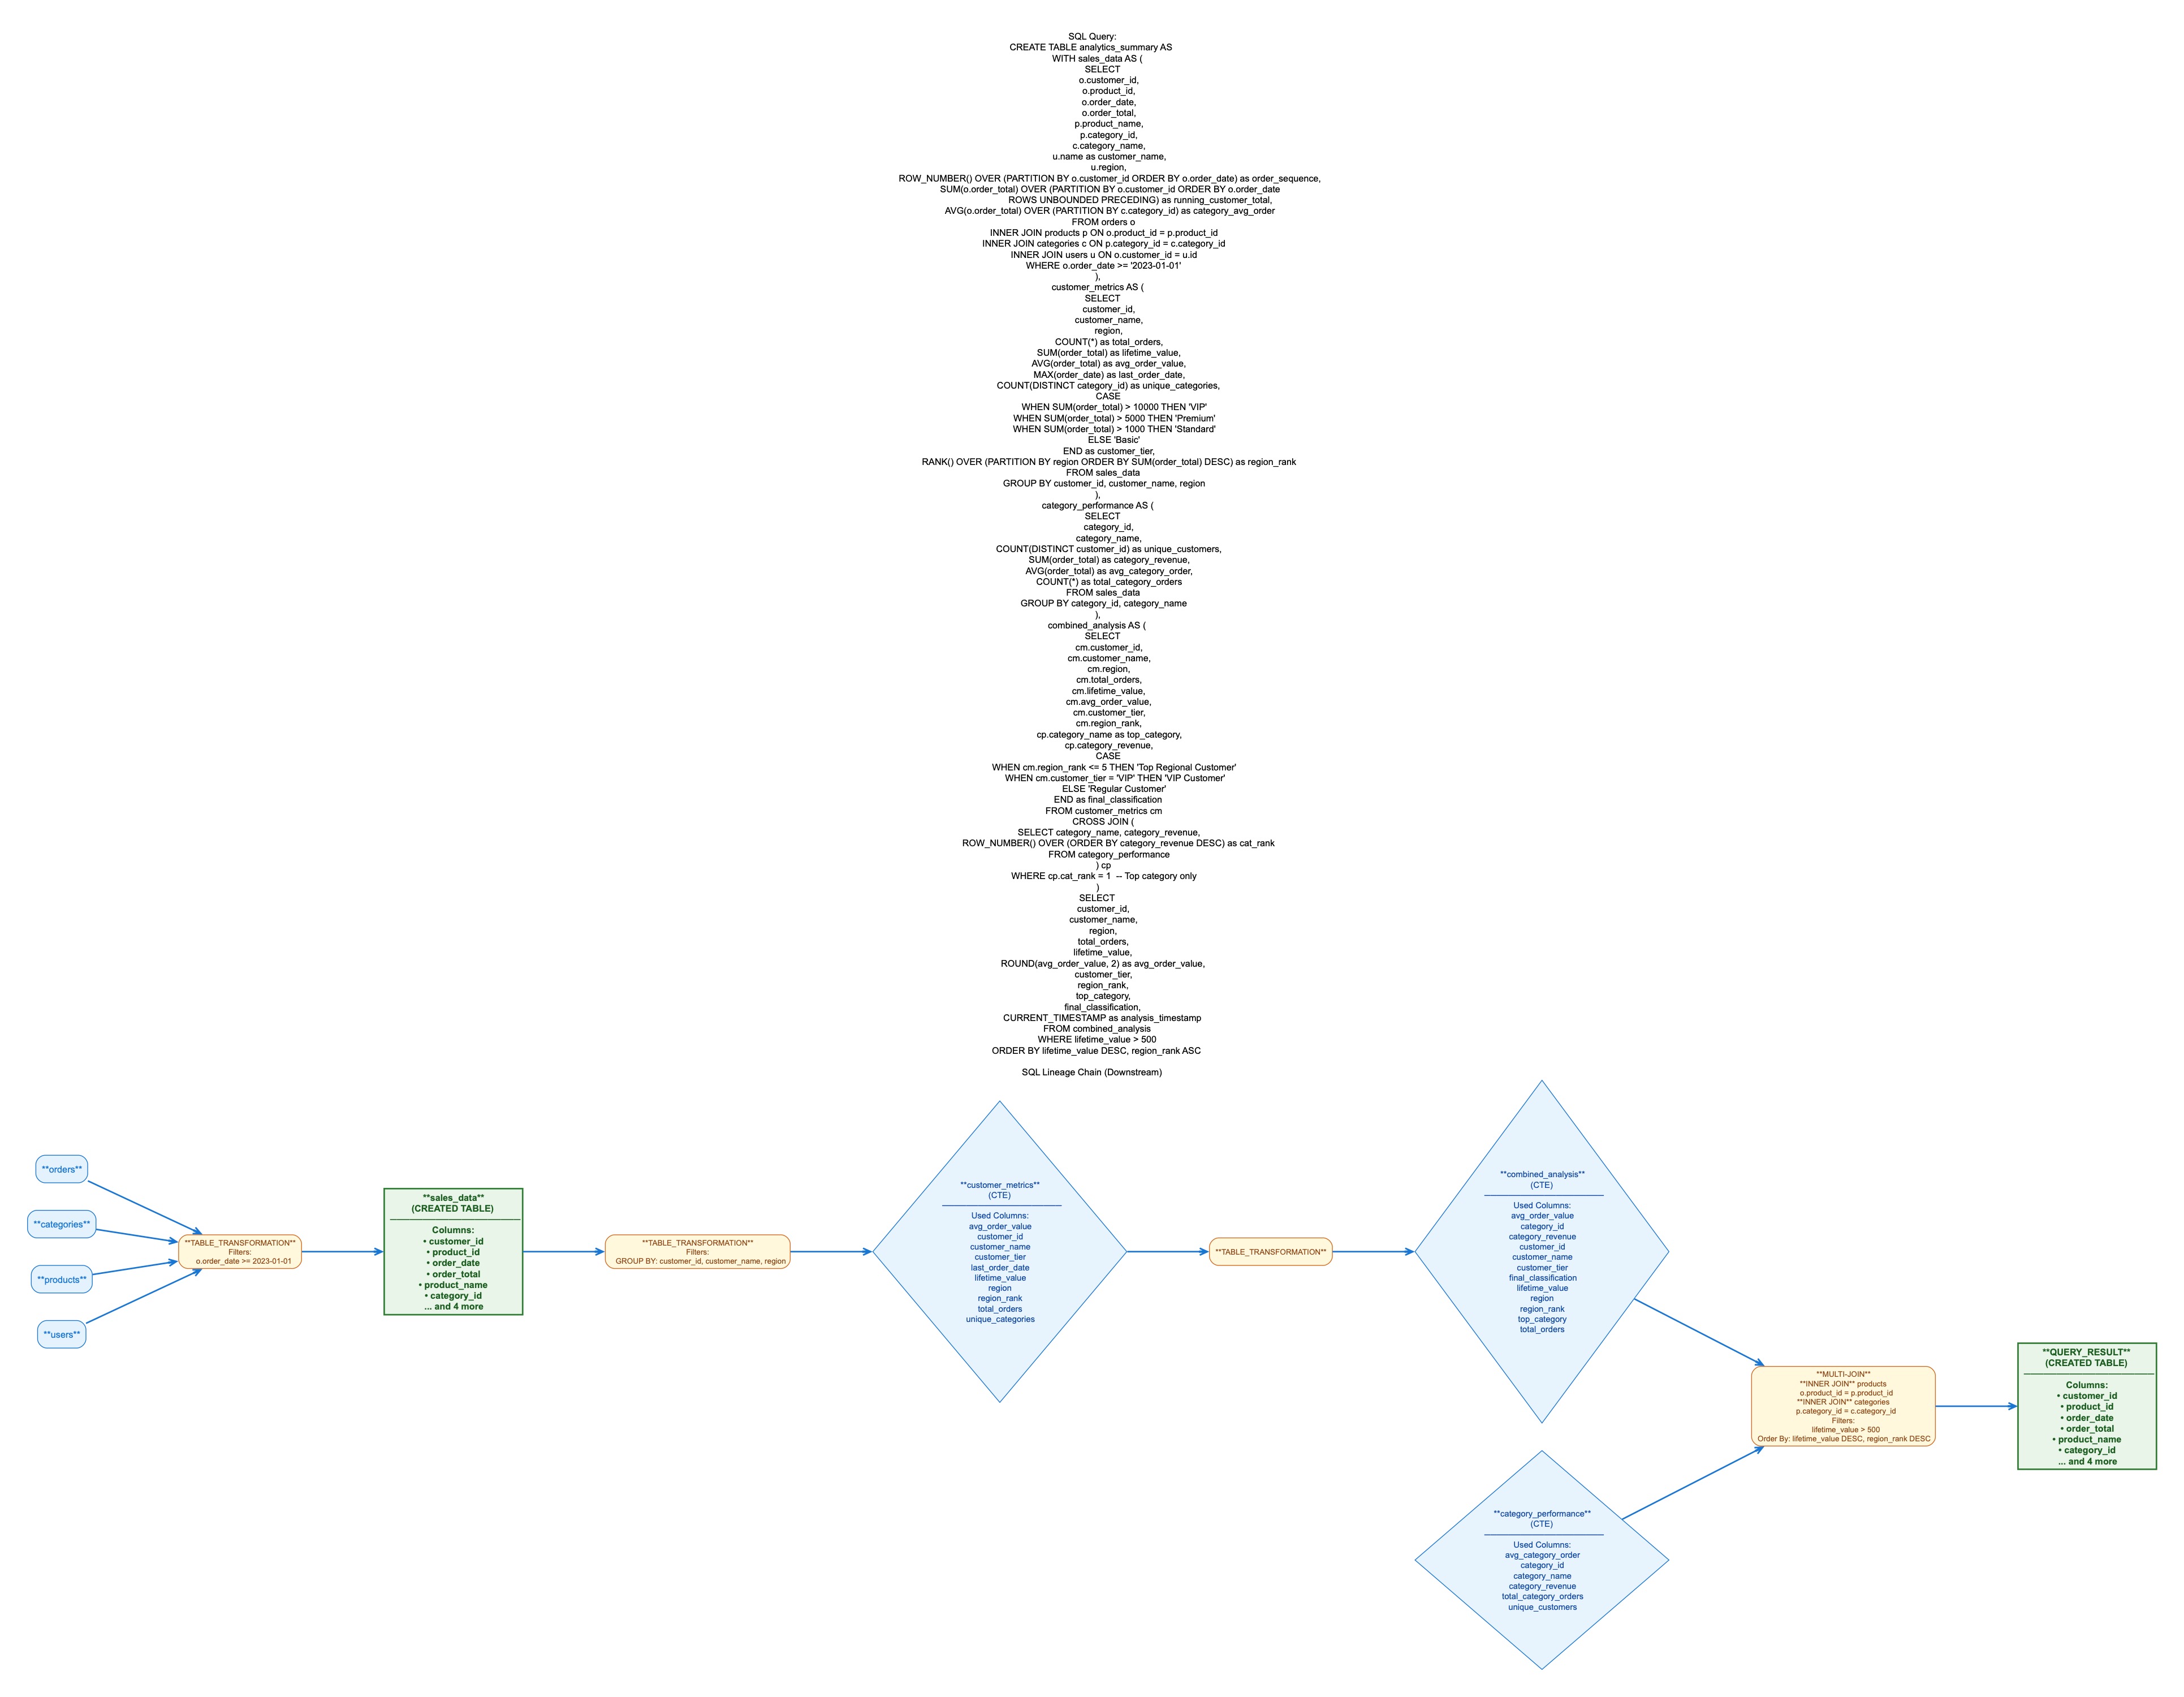 SQL Query:
CREATE TABLE analytics_summary AS
WITH sales_data AS (
SELECT
o.customer_id,
o.product_id,
o.order_date,
o.order_total,
p.product_name,
p.category_id,
c.category_name,
u.name as customer_name,
u.region,
ROW_NUMBER() OVER (PARTITION BY o.customer_id ORDER BY o.order_date) as order_sequence,
SUM(o.order_total) OVER (PARTITION BY o.customer_id ORDER BY o.order_date
ROWS UNBOUNDED PRECEDING) as running_customer_total,
AVG(o.order_total) OVER (PARTITION BY c.category_id) as category_avg_order
FROM orders o
INNER JOIN products p ON o.product_id = p.product_id
INNER JOIN categories c ON p.category_id = c.category_id
INNER JOIN users u ON o.customer_id = u.id
WHERE o.order_date >= '2023-01-01'
),
customer_metrics AS (
SELECT
customer_id,
customer_name,
region,
COUNT(*) as total_orders,
SUM(order_total) as lifetime_value,
AVG(order_total) as avg_order_value,
MAX(order_date) as last_order_date,
COUNT(DISTINCT category_id) as unique_categories,
CASE
WHEN SUM(order_total) > 10000 THEN 'VIP'
WHEN SUM(order_total) > 5000 THEN 'Premium'
WHEN SUM(order_total) > 1000 THEN 'Standard'
ELSE 'Basic'
END as customer_tier,
RANK() OVER (PARTITION BY region ORDER BY SUM(order_total) DESC) as region_rank
FROM sales_data
GROUP BY customer_id, customer_name, region
),
category_performance AS (
SELECT
category_id,
category_name,
COUNT(DISTINCT customer_id) as unique_customers,
SUM(order_total) as category_revenue,
AVG(order_total) as avg_category_order,
COUNT(*) as total_category_orders
FROM sales_data
GROUP BY category_id, category_name
),
combined_analysis AS (
SELECT
cm.customer_id,
cm.customer_name,
cm.region,
cm.total_orders,
cm.lifetime_value,
cm.avg_order_value,
cm.customer_tier,
cm.region_rank,
cp.category_name as top_category,
cp.category_revenue,
CASE
WHEN cm.region_rank <= 5 THEN 'Top Regional Customer'
WHEN cm.customer_tier = 'VIP' THEN 'VIP Customer'
ELSE 'Regular Customer'
END as final_classification
FROM customer_metrics cm
CROSS JOIN (
SELECT category_name, category_revenue,
ROW_NUMBER() OVER (ORDER BY category_revenue DESC) as cat_rank
FROM category_performance
) cp
WHERE cp.cat_rank = 1  -- Top category only
)
SELECT
customer_id,
customer_name,
region,
total_orders,
lifetime_value,
ROUND(avg_order_value, 2) as avg_order_value,
customer_tier,
region_rank,
top_category,
final_classification,
CURRENT_TIMESTAMP as analysis_timestamp
FROM combined_analysis
WHERE lifetime_value > 500
ORDER BY lifetime_value DESC, region_rank ASC
SQL Lineage Chain (Downstream)
**orders**
**categories**
**products**
**users**
**TABLE_TRANSFORMATION**
Filters:
o.order_date >= 2023-01-01
**sales_data**
(CREATED TABLE)
Columns:
• customer_id
• product_id
• order_date
• order_total
• product_name
• category_id
... and 4 more
**TABLE_TRANSFORMATION**
Filters:
GROUP BY: customer_id, customer_name, region
**customer_metrics**
(CTE)
Used Columns:
avg_order_value
customer_id
customer_name
customer_tier
last_order_date
lifetime_value
region
region_rank
total_orders
unique_categories
**TABLE_TRANSFORMATION**
**combined_analysis**
(CTE)
Used Columns:
avg_order_value
category_id
category_revenue
customer_id
customer_name
customer_tier
final_classification
lifetime_value
region
region_rank
top_category
total_orders
**category_performance**
(CTE)
Used Columns:
avg_category_order
category_id
category_name
category_revenue
total_category_orders
unique_customers
**MULTI-JOIN**
**INNER JOIN** products
o.product_id = p.product_id
**INNER JOIN** categories
p.category_id = c.category_id
Filters:
lifetime_value > 500
Order By: lifetime_value DESC, region_rank DESC
**QUERY_RESULT**
(CREATED TABLE)
Columns:
• customer_id
• product_id
• order_date
• order_total
• product_name
• category_id
... and 4 more